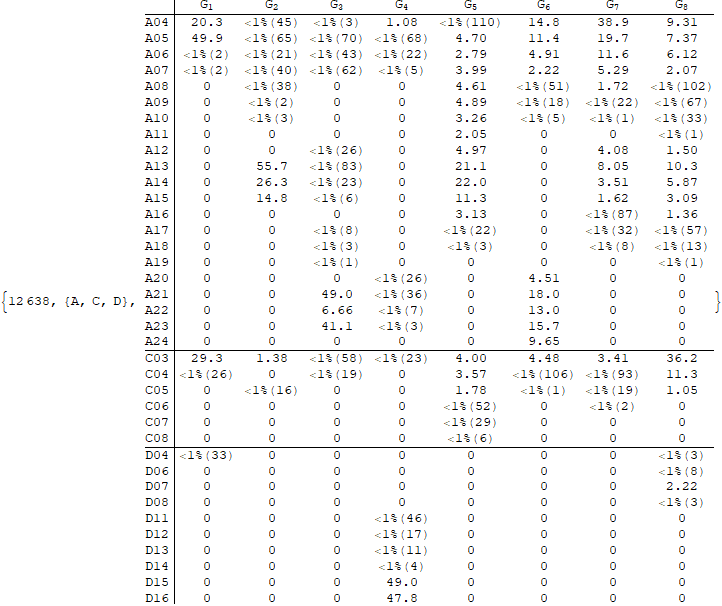 G1 G2 G3 G4 G5 G6 G7 G8
A04 20.3 <1%(45) <1%(3) 1.08 <1%(110) 14.8 38.9 9.31
A05 49.9 <1%(65) <1%(70) <1%(68) 4.70 11.4 19.7 7.37
A06 <1%(2) <1%(21) <1%(43) <1%(22) 2.79 4.91 11.6 6.12
A07 <1%(2) <1%(40) <1%(62) <1%(5) 3.99 2.22 5.29 2.07
A08 0 <1%(38) 0 0 4.61 <1%(51) 1.72 <1%(102)
A09 0 <1%(2) 0 0 4.89 <1%(18) <1%(22) <1%(67)
A10 0 <1%(3) 0 0 3.26 <1%(5) <1%(1) <1%(33)
A11 0 0 0 0 2.05 0 0 <1%(1)
A12 0 0 <1%(26) 0 4.97 0 4.08 1.50
A13 0 55.7 <1%(83) 0 21.1 0 8.05 10.3
A14 0 26.3 <1%(23) 0 22.0 0 3.51 5.87
A15 0 14.8 <1%(6) 0 11.3 0 1.62 3.09
A16 0 0 0 0 3.13 0 <1%(87) 1.36
A17 0 0 <1%(8) 0 <1%(22) 0 <1%(32) <1%(57)
A18 0 0 <1%(3) 0 <1%(3) 0 <1%(8) <1%(13)
A19 0 0 <1%(1) 0 0 0 0 <1%(1)
A20 0 0 0 <1%(26) 0 4.51 0 0
A21 0 0 49.0 <1%(36) 0 18.0 0 0
{12 638, {A, C, D}, A22 0 0 6.66 <1%(7) 0 13.0 0 0 }
A23 0 0 41.1 <1%(3) 0 15.7 0 0
A24 0 0 0 0 0 9.65 0 0
C03 29.3 1.38 <1%(58) <1%(23) 4.00 4.48 3.41 36.2
C04 <1%(26) 0 <1%(19) 0 3.57 <1%(106) <1%(93) 11.3
C05 0 <1%(16) 0 0 1.78 <1%(1) <1%(19) 1.05
C06 0 0 0 0 <1%(52) 0 <1%(2) 0
C07 0 0 0 0 <1%(29) 0 0 0
C08 0 0 0 0 <1%(6) 0 0 0
D04 <1%(33) 0 0 0 0 0 0 <1%(3)
D06 0 0 0 0 0 0 0 <1%(8)
D07 0 0 0 0 0 0 0 2.22
D08 0 0 0 0 0 0 0 <1%(3)
D11 0 0 0 <1%(46) 0 0 0 0
D12 0 0 0 <1%(17) 0 0 0 0
D13 0 0 0 <1%(11) 0 0 0 0
D14 0 0 0 <1%(4) 0 0 0 0
D15 0 0 0 49.0 0 0 0 0
D16 0 0 0 47.8 0 0 0 0